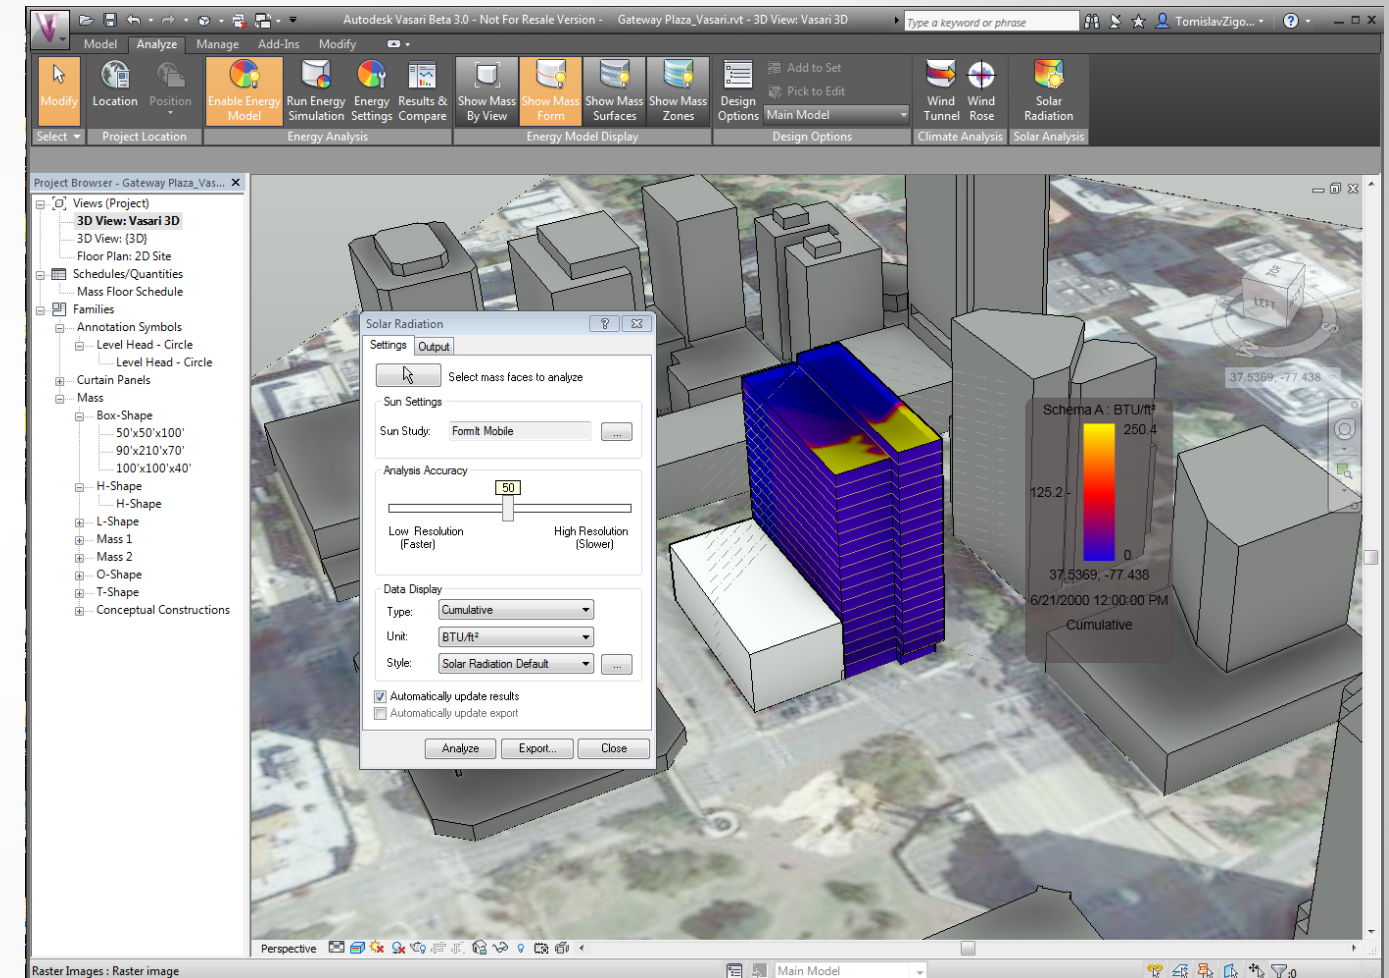 Autodesk Vasari Beta 3.0 - Not For Resale Version - Gateway Plaza_Vasari.rvt - 3D View: Vasari 3D
Type a keyword or phrase
TomislavZigo...
Model Analyze Manage Add-Ins Modify
Modify
Location
Position
Enable Energy Model
Run Energy Simulation
Energy Settings
Results & Compare
Show Mass By View
Show Mass Form
Show Mass Surfaces
Show Mass Zones
Design Options
Add to Set
Pick to Edit
Main Model
Wind Tunnel
Wind Rose
Solar Radiation
Select
Project Location
Energy Analysis
Energy Model Display
Design Options
Climate Analysis
Solar Analysis
Project Browser - Gateway Plaza_Vas...
Views (Project)
3D View: Vasari 3D
3D View: {3D}
Floor Plan: 2D Site
Schedules/Quantities
Mass Floor Schedule
Families
Annotation Symbols
Level Head - Circle
Level Head - Circle
Curtain Panels
Mass
Box-Shape
50'x50'x100'
90'x210'x70'
100'x100'x40'
H-Shape
H-Shape
L-Shape
Mass 1
Mass 2
O-Shape
T-Shape
Conceptual Constructions
Solar Radiation
Settings Output
Select mass faces to analyze
Sun Settings
Sun Study: FormIt Mobile ...
Analysis Accuracy
50
Low Resolution
(Faster)
High Resolution
(Slower)
Data Display
Type: Cumulative
Unit: BTU/ft²
Style: Solar Radiation Default ...
Automatically update results
Automatically update export
Analyze Export... Close
TOP
LEFT
S
W
37.5369, -77.438
Schema A : BTU/ft²
250.4
125.2
0.
37.5369, -77.438
6/21/2000 12:00:00 PM
Cumulative
Perspective
Raster Images : Raster image
Main Model
:0